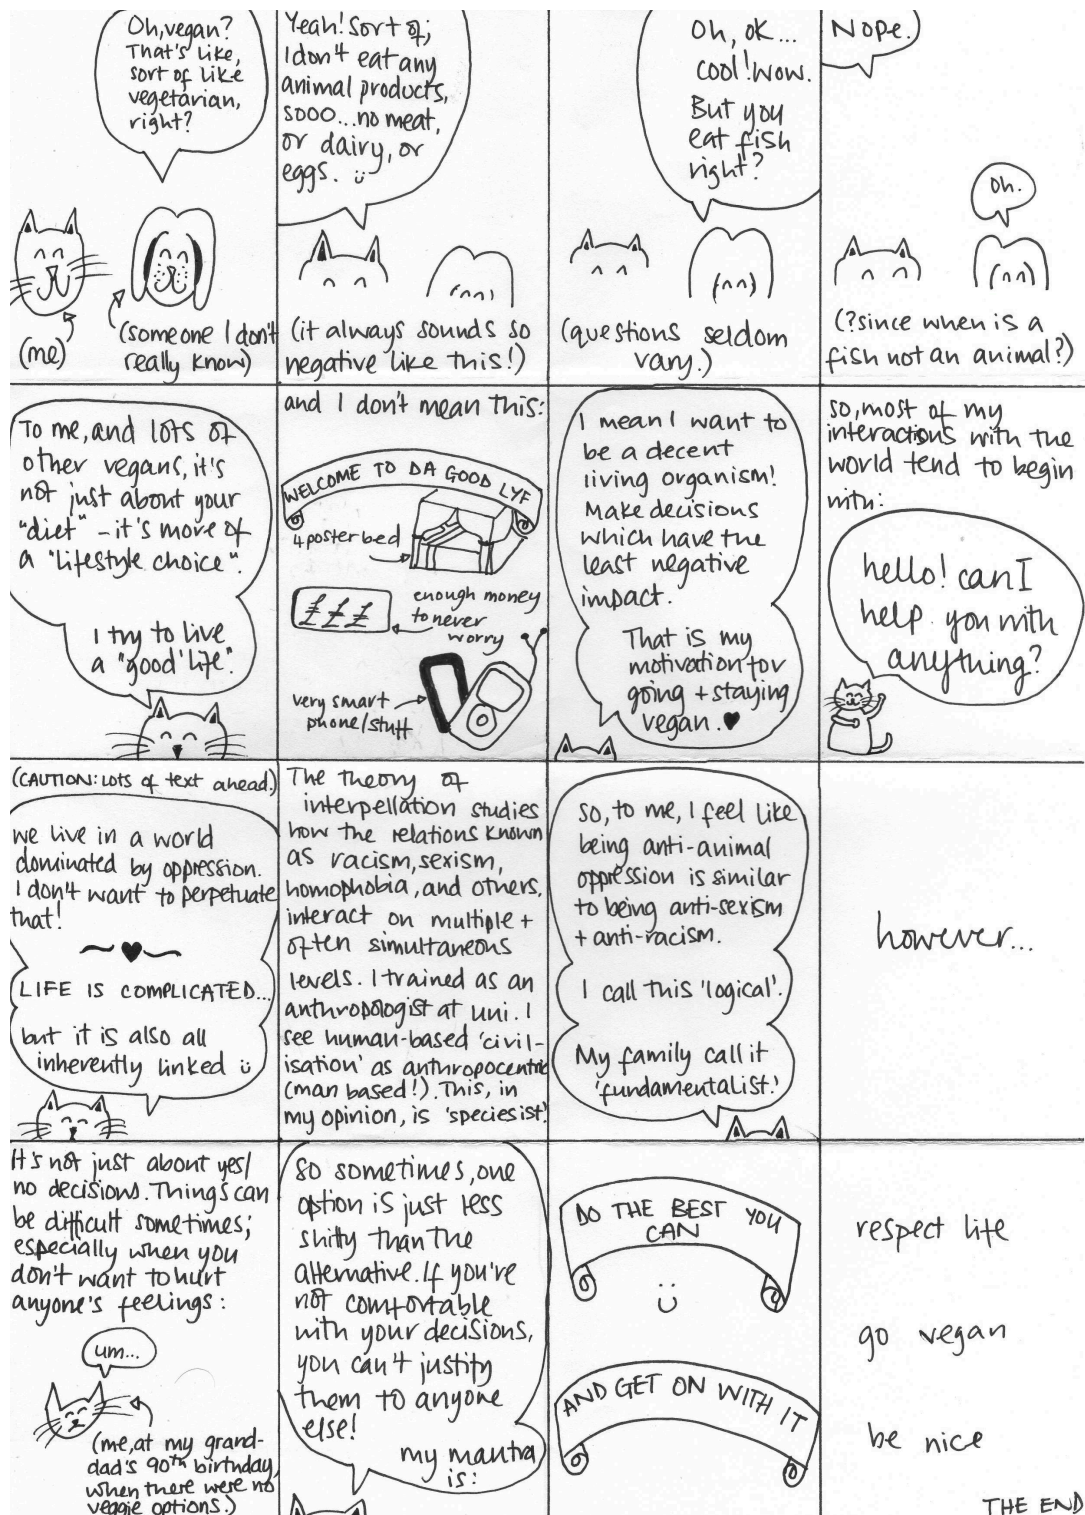 Oh, vegan?
That's like,
sort of like
vegetarian,
right?
(me)
(someone I don't
really know)
Yeah! Sort of;
I don't eat any
animal products,
sooo...no meat,
or dairy, or
eggs. :)
(it always sounds so
negative like this!)
Oh, ok...
cool! Wow.
But you
eat fish
right?
(questions seldom
vary.)
Nope.
Oh.
(?since when is a
fish not an animal?)
To me, and lots of
other vegans, it's
not just about your
"diet" - it's more of
a "lifestyle choice".
I try to live
a "good' life".
and I don't mean this:
WELCOME TO DA GOOD LYF
4 poster bed
£££
enough money
to never
worry
very smart
phone/stuff
I mean I want to
be a decent
living organism!
Make decisions
which have the
least negative
impact.
That is my
motivation for
going + staying
vegan. ♥
so, most of my
interactions with the
world tend to begin
with:
hello! can I
help you with
anything?
(CAUTION: LOTS of text ahead.)
we live in a world
dominated by oppression.
I don't want to perpetuate
that!
~♥~
LIFE IS COMPLICATED...
but it is also all
inherently linked :)
The theory of
interpellation studies
how the relations known
as racism, sexism,
homophobia, and others,
interact on multiple +
often simultaneous
levels. I trained as an
anthropologist at uni. I
see human-based 'civil-
isation' as anthropocentric
(man based!). This, in
my opinion, is 'speciesist'.
So, to me, I feel like
being anti-animal
oppression is similar
to being anti-sexism
+ anti-racism.
I call this 'logical'.
My family call it
'fundamentalist.'
however...
It's not just about yes/
no decisions. Things can
be difficult sometimes;
especially when you
don't want to hurt
anyone's feelings:
um...
(me, at my grand-
dad's 90th birthday,
when there were no
veggie options.)
So sometimes, one
option is just less
shitty than the
alternative. If you're
not comfortable
with your decisions,
you can't justify
them to anyone
else!
my mantra
is:
DO THE BEST YOU
CAN
:)
AND GET ON WITH IT
respect life
go vegan
be nice
THE END